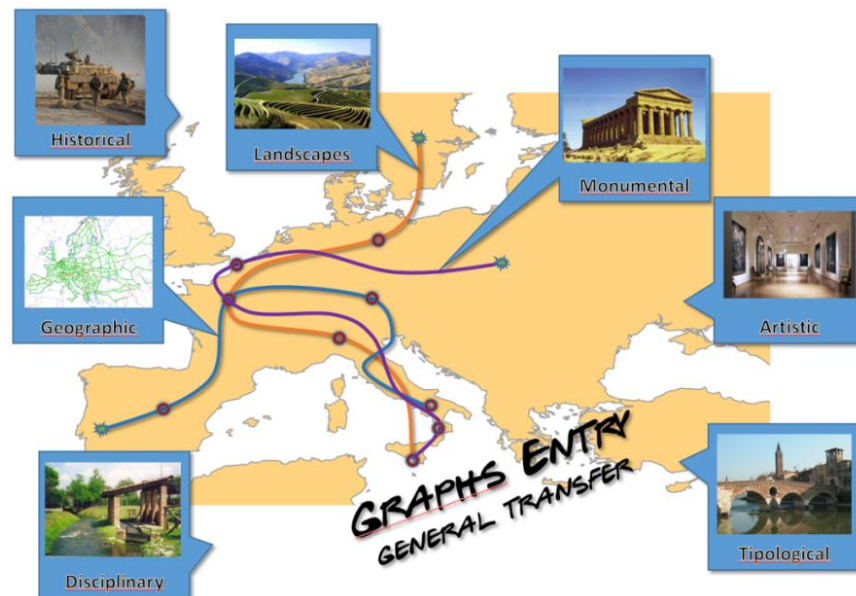 Historical
Landscapes
Monumental
Geographic
Artistic
GRAPHS ENTRY
GENERAL TRANSFER
Disciplinary
Tipological